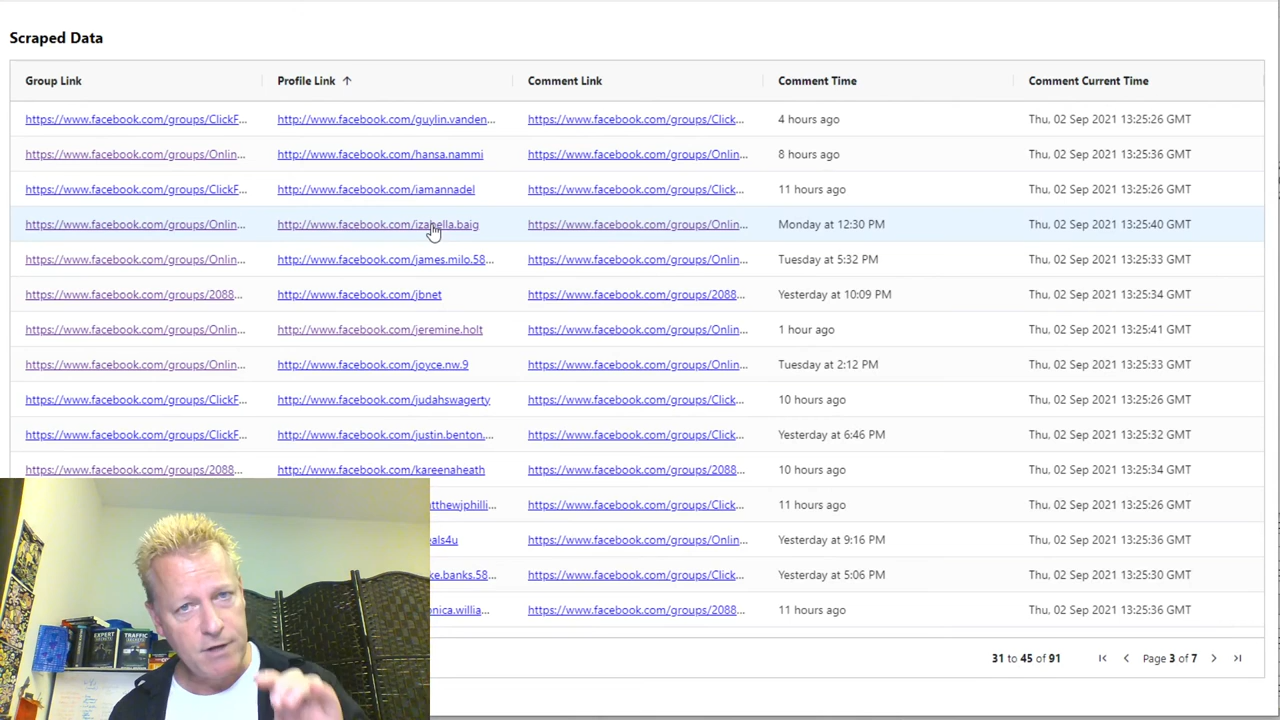 Scraped Data
Group Link Profile Link ↑ Comment Link Comment Time Comment Current Time
https://www.facebook.com/groups/ClickF... http://www.facebook.com/guylin.vanden... https://www.facebook.com/groups/Click... 4 hours ago Thu, 02 Sep 2021 13:25:26 GMT
https://www.facebook.com/groups/Onlin... http://www.facebook.com/hansa.nammi https://www.facebook.com/groups/Onlin... 8 hours ago Thu, 02 Sep 2021 13:25:36 GMT
https://www.facebook.com/groups/ClickF... http://www.facebook.com/iamannadel https://www.facebook.com/groups/Click... 11 hours ago Thu, 02 Sep 2021 13:25:36 GMT
https://www.facebook.com/groups/Onlin... http://www.facebook.com/izabella.baig https://www.facebook.com/groups/Onlin... Monday at 12:30 PM Thu, 02 Sep 2021 13:25:40 GMT
https://www.facebook.com/groups/Onlin... http://www.facebook.com/james.milo.58... https://www.facebook.com/groups/Onlin... Tuesday at 5:32 PM Thu, 02 Sep 2021 13:25:33 GMT
https://www.facebook.com/groups/2088... http://www.facebook.com/jbnet https://www.facebook.com/groups/2088... Yesterday at 10:09 PM Thu, 02 Sep 2021 13:25:34 GMT
https://www.facebook.com/groups/Onlin... http://www.facebook.com/jeremine.holt https://www.facebook.com/groups/Onlin... 1 hour ago Thu, 02 Sep 2021 13:25:41 GMT
https://www.facebook.com/groups/Onlin... http://www.facebook.com/joyce.nw.9 https://www.facebook.com/groups/Onlin... Tuesday at 2:12 PM Thu, 02 Sep 2021 13:25:33 GMT
https://www.facebook.com/groups/ClickF... http://www.facebook.com/judahswagerty https://www.facebook.com/groups/Click... 10 hours ago Thu, 02 Sep 2021 13:25:36 GMT
https://www.facebook.com/groups/ClickF... http://www.facebook.com/justin.benton.... https://www.facebook.com/groups/Click... Yesterday at 6:46 PM Thu, 02 Sep 2021 13:25:32 GMT
https://www.facebook.com/groups/2088... http://www.facebook.com/kareenaheath https://www.facebook.com/groups/2088... 10 hours ago Thu, 02 Sep 2021 13:25:34 GMT
atthewjphilli... https://www.facebook.com/groups/Click... 11 hours ago Thu, 02 Sep 2021 13:25:36 GMT
eals4u https://www.facebook.com/groups/Onlin... Yesterday at 9:16 PM Thu, 02 Sep 2021 13:25:36 GMT
ke.banks.58... https://www.facebook.com/groups/Click... Yesterday at 5:06 PM Thu, 02 Sep 2021 13:25:30 GMT
onica.willia... https://www.facebook.com/groups/2088... 11 hours ago Thu, 02 Sep 2021 13:25:36 GMT
EXPERT SECRETS TRAFFIC SECRETS
31 to 45 of 91 Page 3 of 7